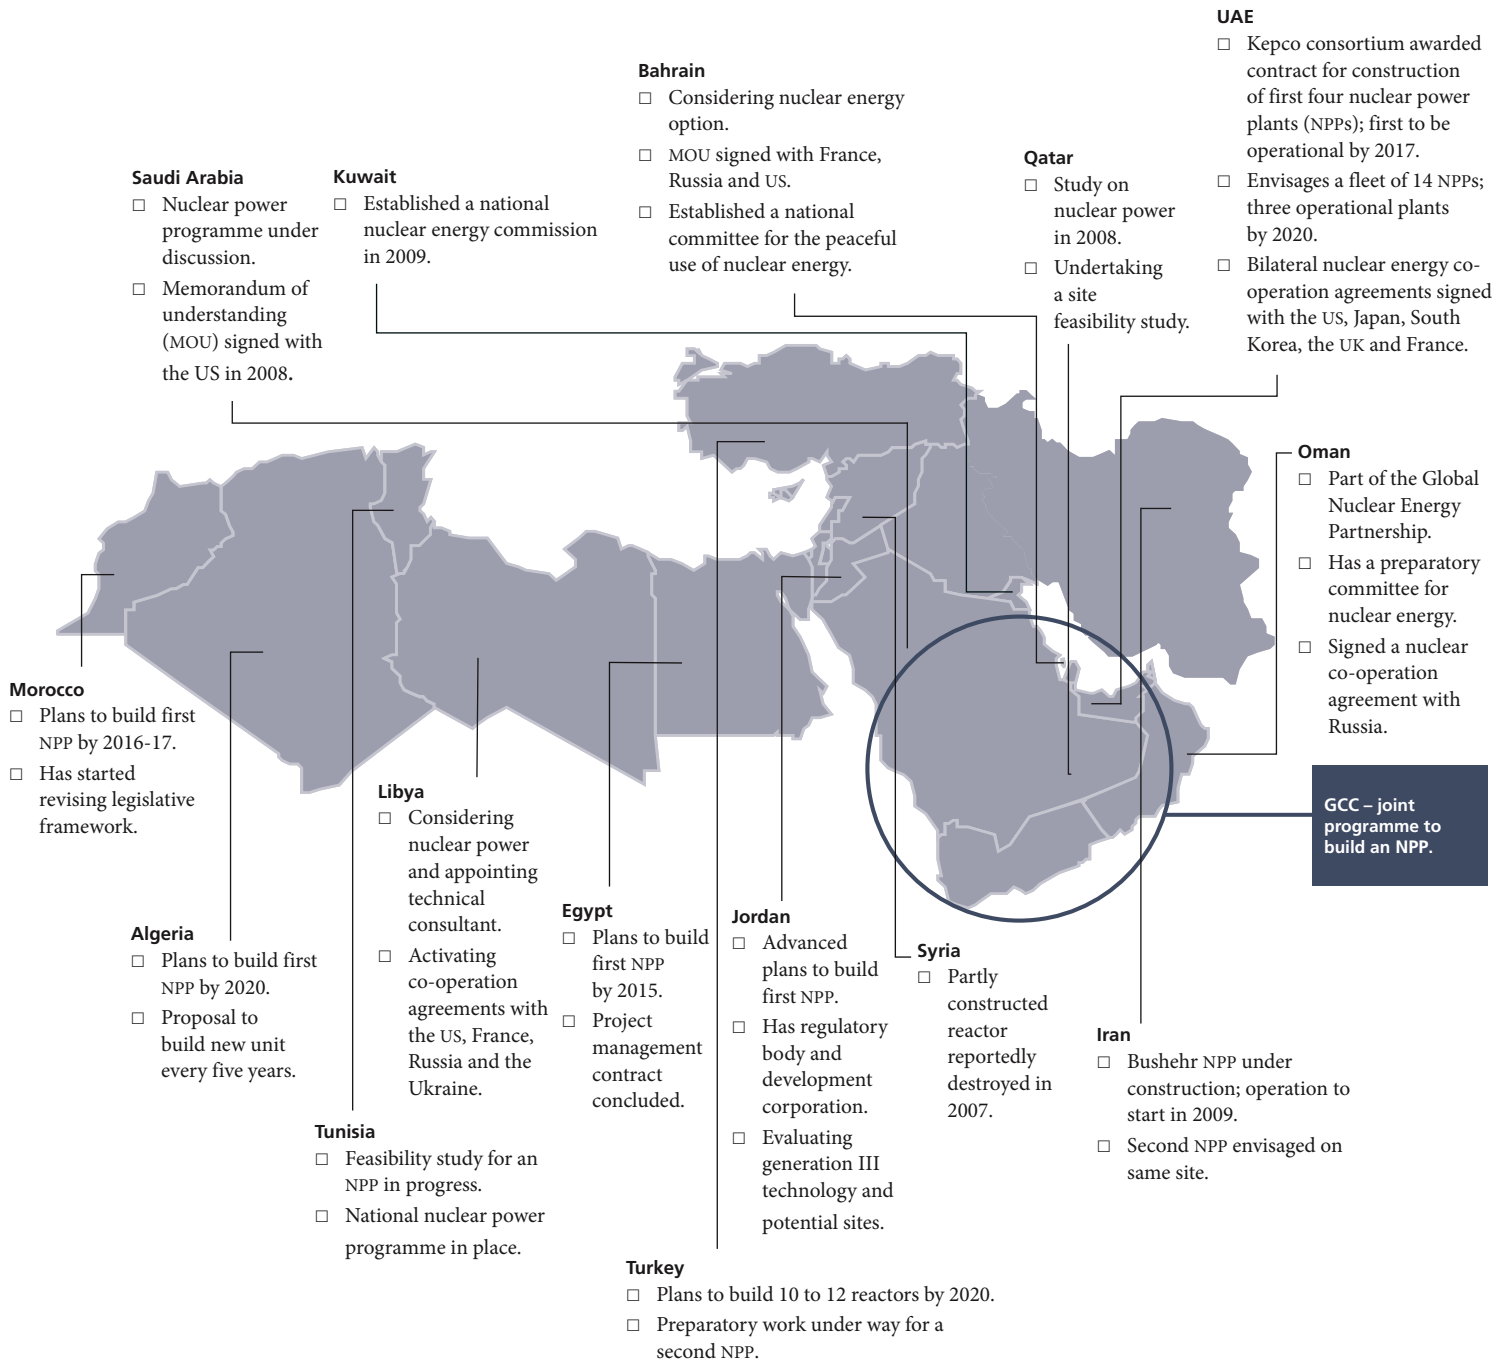 UAE
□ Kepco consortium awarded
contract for construction
of first four nuclear power
plants (NPPs); first to be
operational by 2017.
□ Envisages a fleet of 14 NPPs;
three operational plants
by 2020.
□ Bilateral nuclear energy co-
operation agreements signed
with the US, Japan, South
Korea, the UK and France.
Bahrain
□ Considering nuclear energy
option.
□ MOU signed with France,
Russia and US.
□ Established a national
committee for the peaceful
use of nuclear energy.
Qatar
□ Study on
nuclear power
in 2008.
□ Undertaking
a site
feasibility study.
Saudi Arabia
□ Nuclear power
programme under
discussion.
□ Memorandum of
understanding
(MOU) signed with
the US in 2008.
Kuwait
□ Established a national
nuclear energy commission
in 2009.
Oman
□ Part of the Global
Nuclear Energy
Partnership.
□ Has a preparatory
committee for
nuclear energy.
□ Signed a nuclear
co-operation
agreement with
Russia.
Morocco
□ Plans to build first
NPP by 2016-17.
□ Has started
revising legislative
framework.
GCC – joint
programme to
build an NPP.
Libya
□ Considering
nuclear power
and appointing
technical
consultant.
□ Activating
co-operation
agreements with
the US, France,
Russia and the
Ukraine.
Egypt
□ Plans to build
first NPP
by 2015.
□ Project
management
contract
concluded.
Jordan
□ Advanced
plans to build
first NPP.
□ Has regulatory
body and
development
corporation.
□ Evaluating
generation III
technology and
potential sites.
Algeria
□ Plans to build first
NPP by 2020.
□ Proposal to
build new unit
every five years.
Syria
□ Partly
constructed
reactor
reportedly
destroyed in
2007.
Iran
□ Bushehr NPP under
construction; operation to
start in 2009.
□ Second NPP envisaged on
same site.
Tunisia
□ Feasibility study for an
NPP in progress.
□ National nuclear power
programme in place.
Turkey
□ Plans to build 10 to 12 reactors by 2020.
□ Preparatory work under way for a
second NPP.